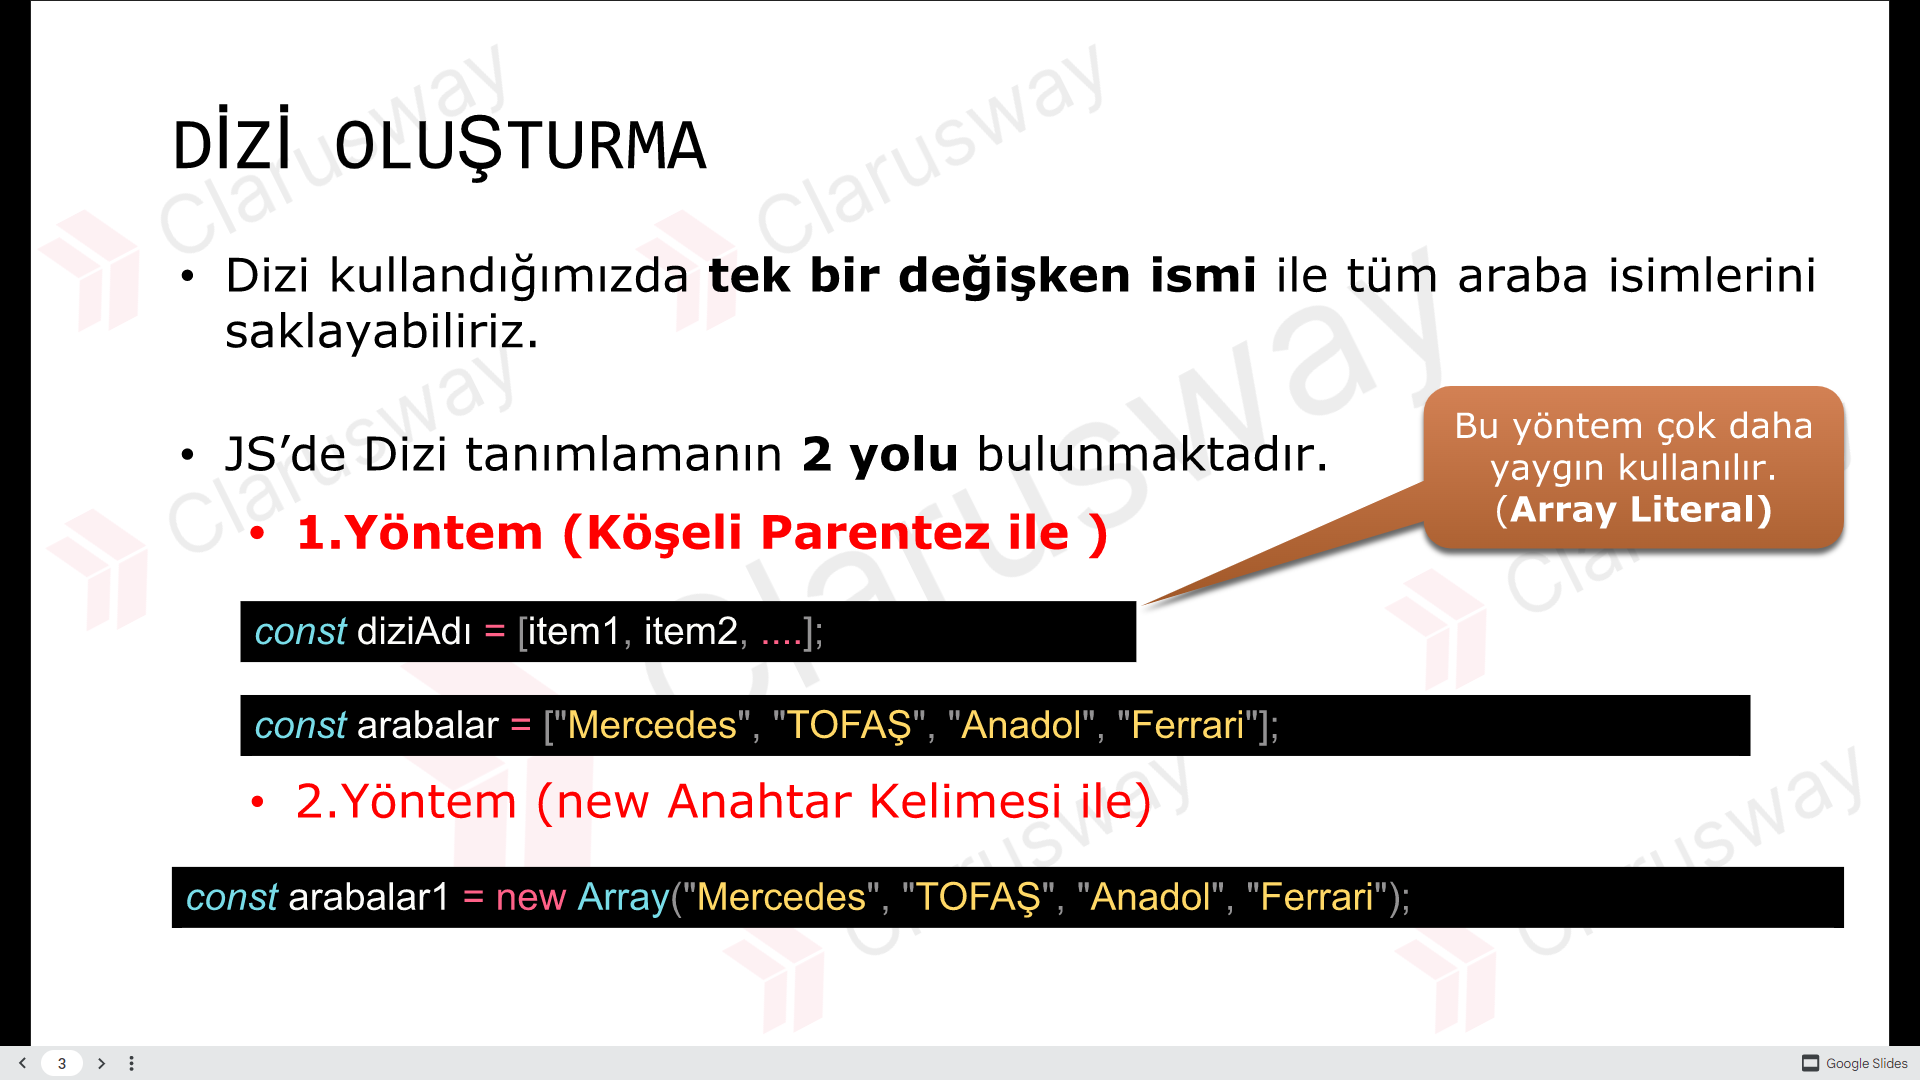 DİZİ OLUŞTURMA
• Dizi kullandığımızda tek bir değişken ismi ile tüm araba isimlerini
saklayabiliriz.
• JS’de Dizi tanımlamanın 2 yolu bulunmaktadır.
Bu yöntem çok daha
yaygın kullanılır.
(Array Literal)
• 1.Yöntem (Köşeli Parentez ile )
const diziAdı = [item1, item2, ....];
const arabalar = ["Mercedes", "TOFAŞ", "Anadol", "Ferrari"];
• 2.Yöntem (new Anahtar Kelimesi ile)
const arabalar1 = new Array("Mercedes", "TOFAŞ", "Anadol", "Ferrari");
Clarusway
Clarusway
Clarusway
Clarusway
3
Google Slides